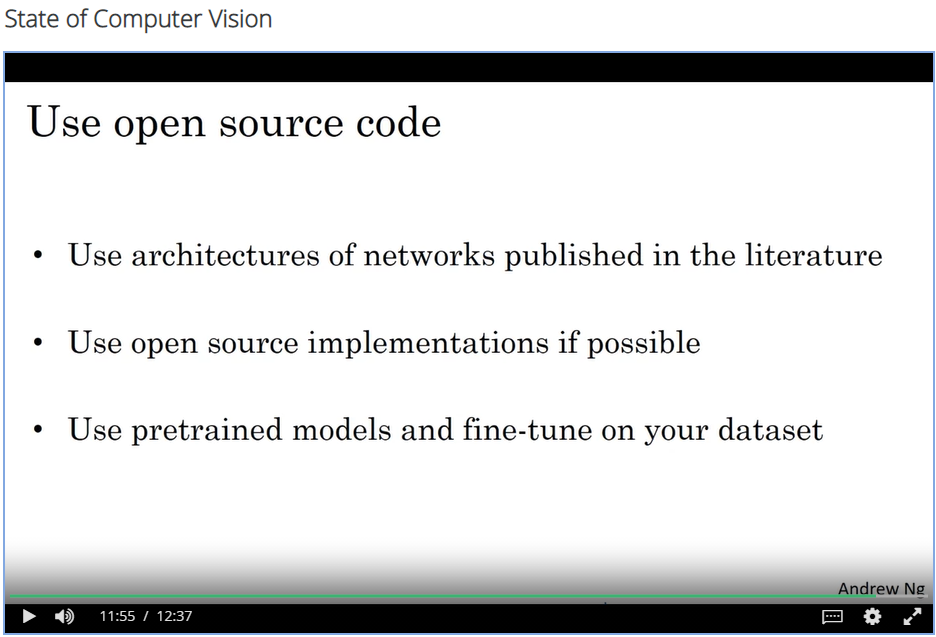 State of Computer Vision
Use open source code
• Use architectures of networks published in the literature
• Use open source implementations if possible
• Use pretrained models and fine-tune on your dataset
Andrew Ng
11:55 / 12:37